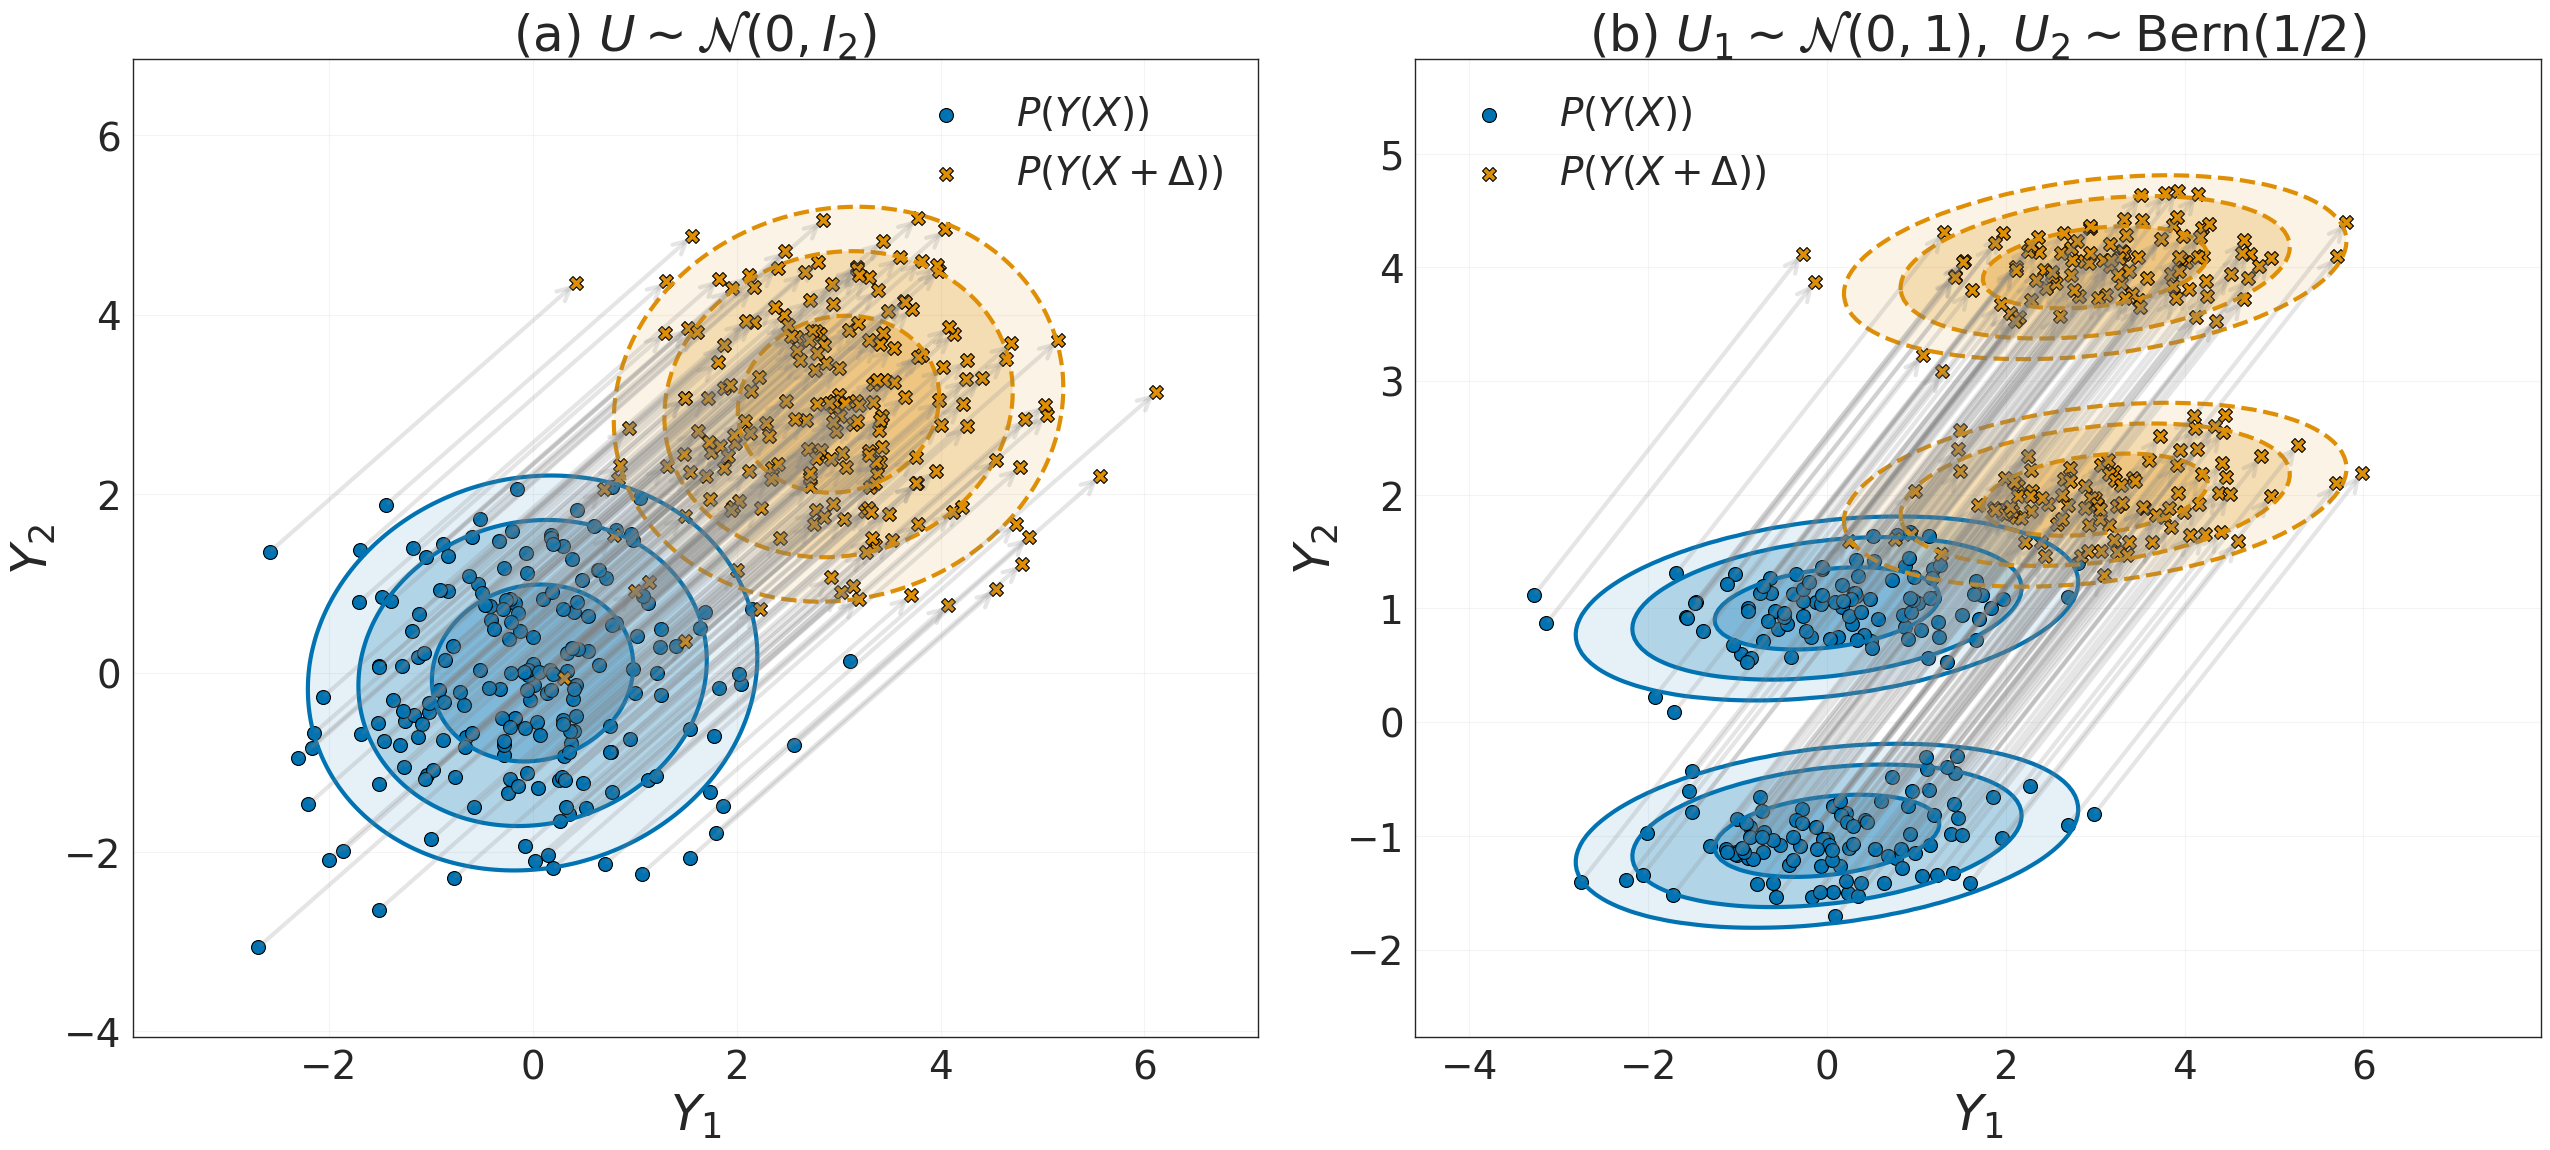 (a) U ∼ 𝒩(0, I₂)
P(Y(X))
P(Y(X + Δ))
6
4
2
0
−2
−4
Y₂
−2 0 2 4 6
Y₁
(b) U₁ ∼ 𝒩(0, 1), U₂ ∼ Bern(1/2)
P(Y(X))
P(Y(X + Δ))
5
4
3
2
1
0
−1
−2
Y₂
−4 −2 0 2 4 6
Y₁